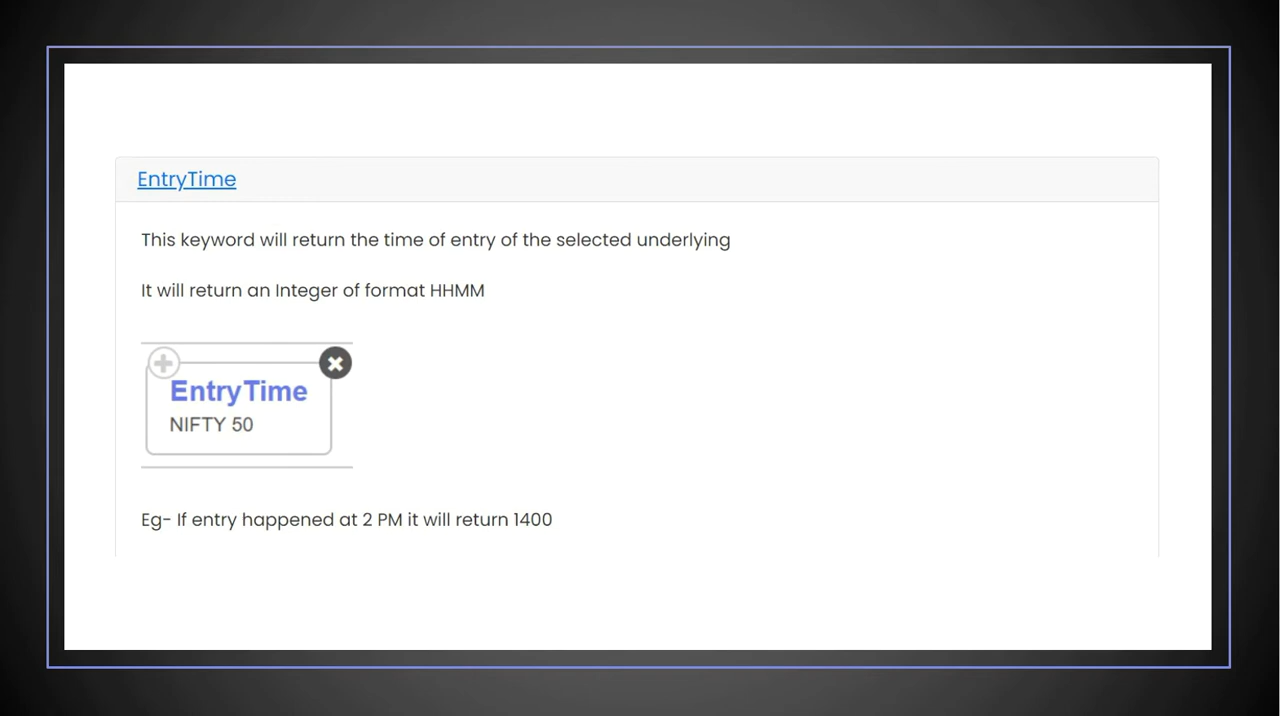 EntryTime
This keyword will return the time of entry of the selected underlying
It will return an Integer of format HHMM
EntryTime
NIFTY 50
Eg- If entry happened at 2 PM it will return 1400